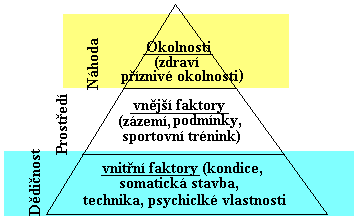 Okolnosti
(zdraví
příznivé okolnosti)
vnější faktory
(zázemí, podmínky,
sportovní trénink)
vnitřní faktory (kondice,
somatická stavba,
technika, psychiclké vlastnosti
Náhoda
Prostředí
Dědičnost